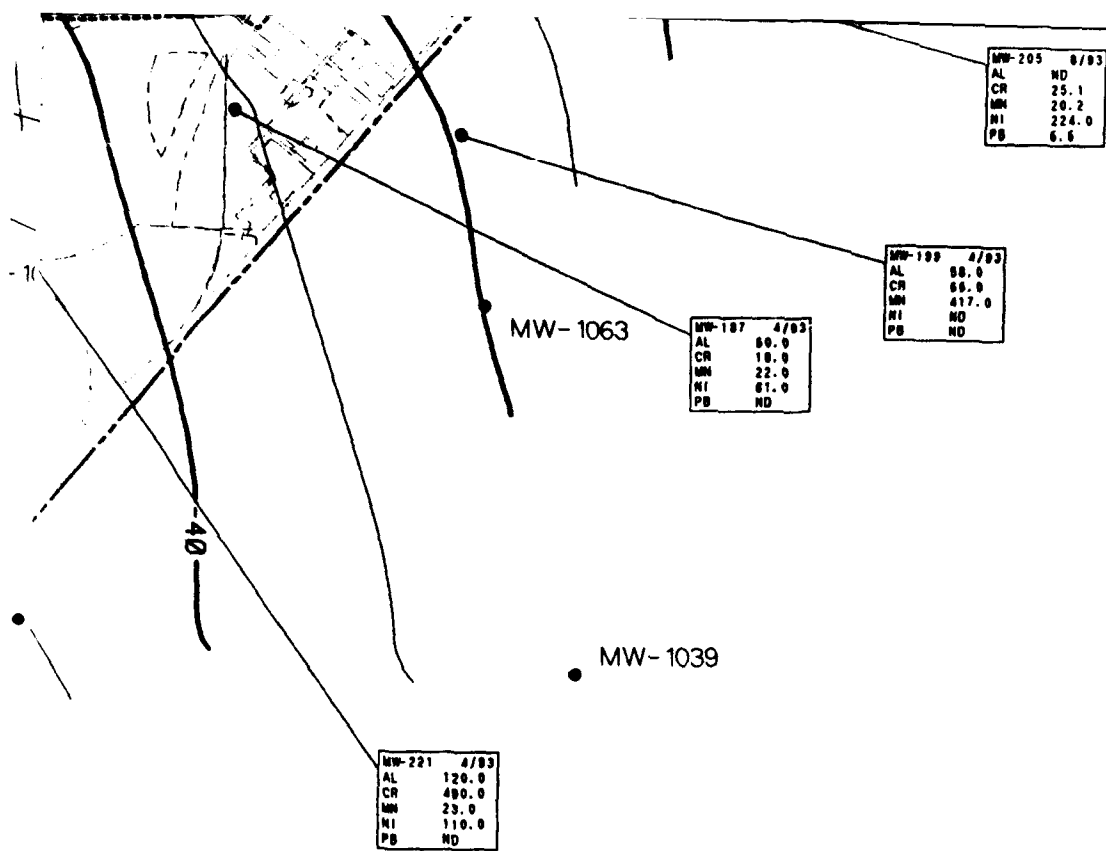 MW-205 8/93
AL ND
CR 25.1
MN 20.2
NI 224.0
PB 6.6
MW-199 4/93
AL 58.0
CR 66.0
MN 417.0
NI ND
PB ND
MW-1063
MW-187 4/93
AL 60.0
CR 18.0
MN 22.0
NI 61.0
PB ND
-40
MW-1039
MW-221 4/93
AL 120.0
CR 490.0
MN 23.0
NI 110.0
PB ND